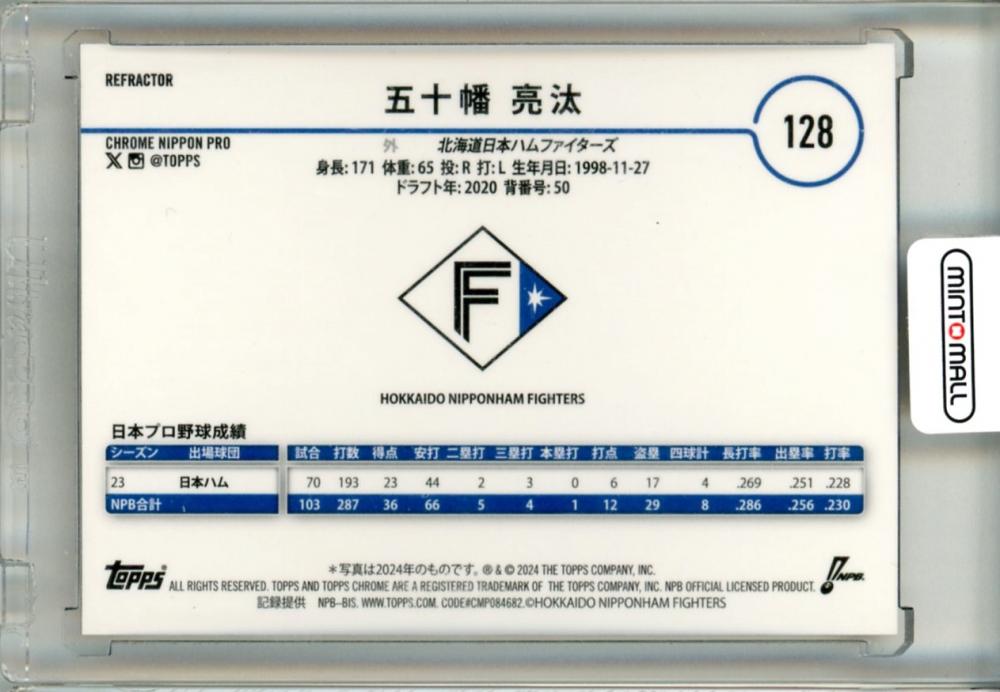 REFRACTOR
五十幡 亮汰
128
CHROME NIPPON PRO
@TOPPS
外 北海道日本ハムファイターズ
身長: 171 体重: 65 投: R 打: L 生年月日: 1998-11-27
ドラフト年: 2020 背番号: 50
F
HOKKAIDO NIPPONHAM FIGHTERS
日本プロ野球成績
シーズン 出場球団 試合 打数 得点 安打 二塁打 三塁打 本塁打 打点 盗塁 四球計 長打率 出塁率 打率
23 日本ハム 70 193 23 44 2 3 0 6 17 4 .269 .251 .228
NPB合計 103 287 36 66 5 4 1 12 29 8 .286 .256 .230
TOPPS
*写真は2024年のものです。 ® & © 2024 THE TOPPS COMPANY, INC.
ALL RIGHTS RESERVED. TOPPS AND TOPPS CHROME ARE A REGISTERED TRADEMARK OF THE TOPPS COMPANY, INC. NPB OFFICIAL LICENSED PRODUCT.
記録提供 NPB-BIS. WWW.TOPPS.COM. CODE#CMP084682.©HOKKAIDO NIPPONHAM FIGHTERS
NPB
MINTOMALL